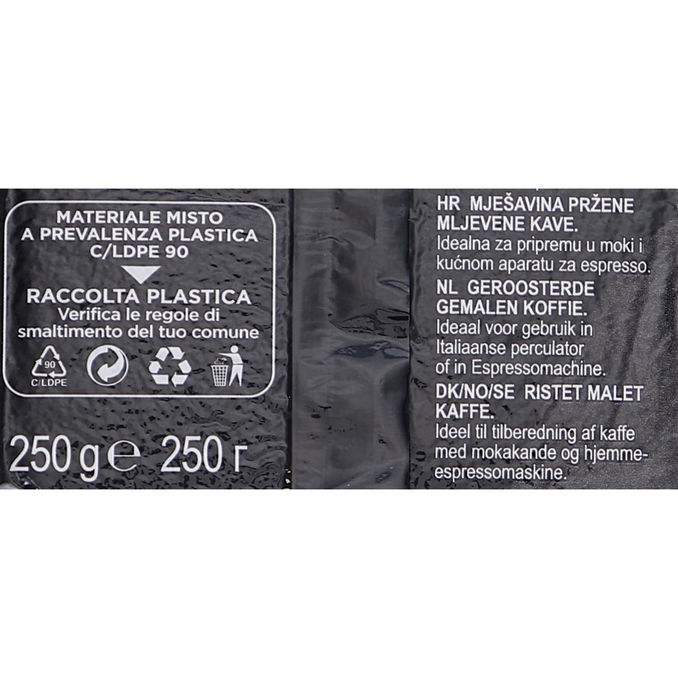 MATERIALE MISTO
A PREVALENZA PLASTICA
C/LDPE 90
RACCOLTA PLASTICA
Verifica le regole di
smaltimento del tuo comune
90
C/LDPE
250 g ℮ 250 г
HR MJEŠAVINA PRŽENE
MLJEVENE KAVE.
Idealna za pripremu u moki i
kućnom aparatu za espresso.
NL GEROOSTERDE
GEMALEN KOFFIE.
Ideaal voor gebruik in
Italiaanse perculator
of in Espressomachine.
DK/NO/SE RISTET MALET
KAFFE.
Ideel til tilberedning af kaffe
med mokakande og hjemme-
espressomaskine.